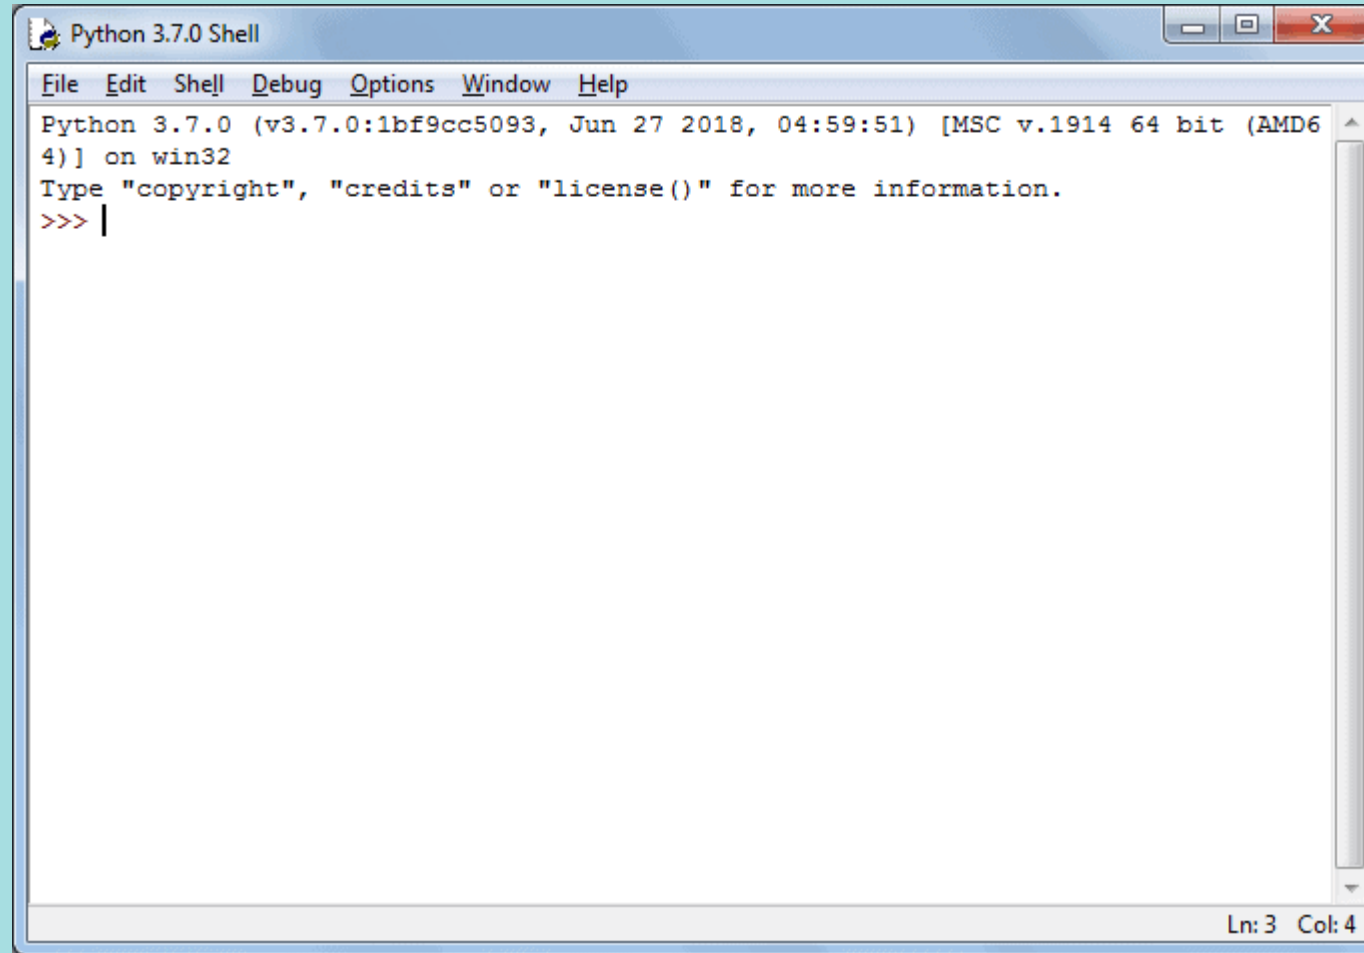 Python 3.7.0 Shell
File Edit Shell Debug Options Window Help
Python 3.7.0 (v3.7.0:1bf9cc5093, Jun 27 2018, 04:59:51) [MSC v.1914 64 bit (AMD6
4)] on win32
Type "copyright", "credits" or "license()" for more information.
>>>
Ln: 3 Col: 4